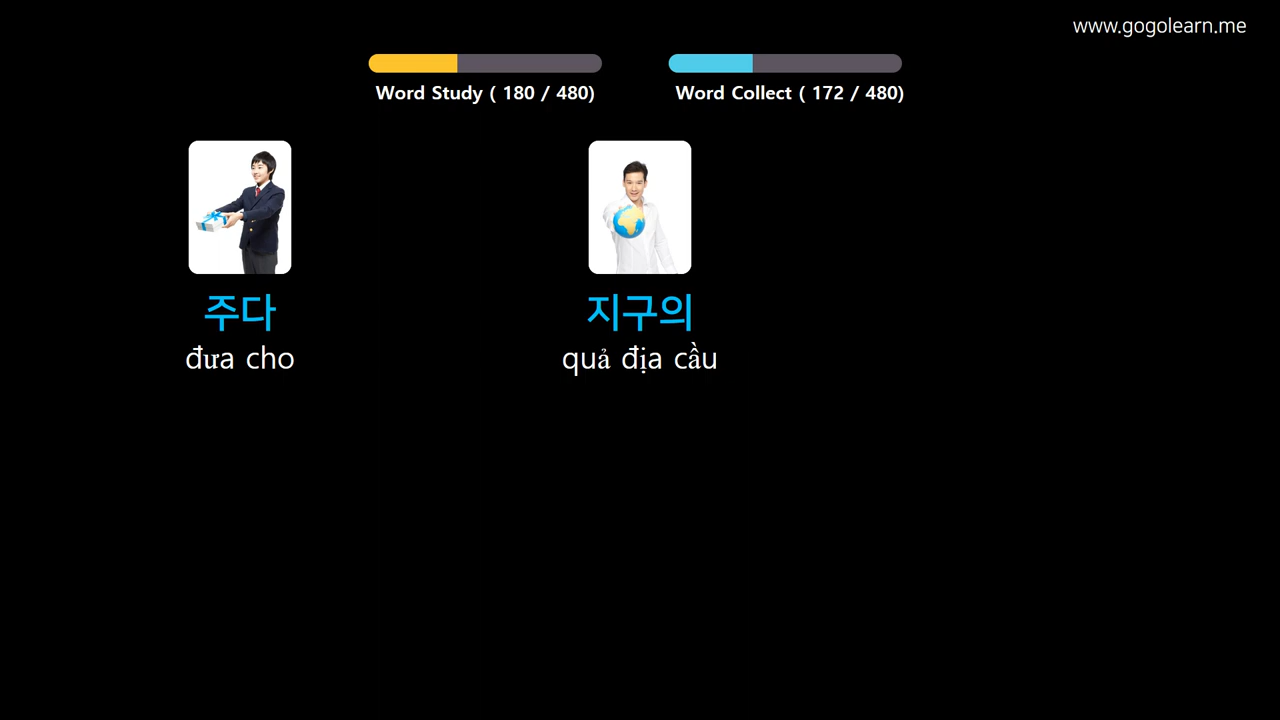 www.gogolearn.me
Word Study ( 180 / 480)
Word Collect ( 172 / 480)
주다
đưa cho
지구의
quả địa cầu